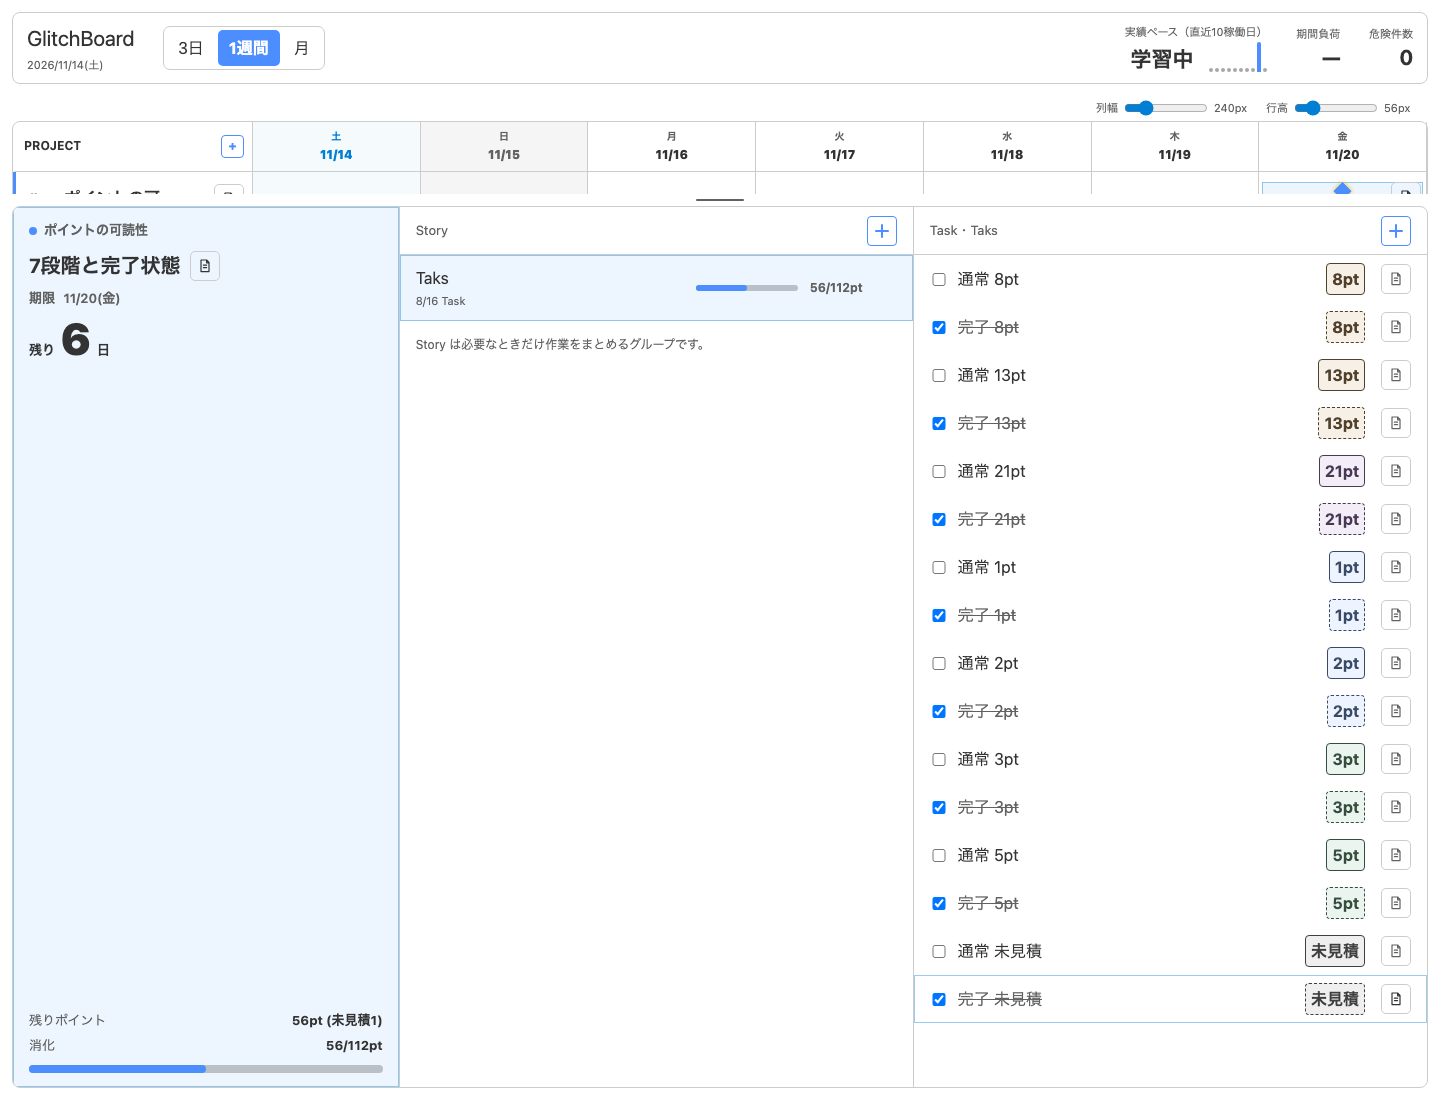 GlitchBoard
2026/11/14(土)
3日 1週間 月
実績ペース（直近10稼働日）
学習中
期間負荷
—
危険件数
0
列幅 240px 行高 56px
PROJECT +
土 11/14
日 11/15
月 11/16
火 11/17
水 11/18
木 11/19
金 11/20
ポイントの可読性
7段階と完了状態
期限 11/20(金)
残り 6 日
残りポイント 56pt (未見積1)
消化 56/112pt
Story
Taks
8/16 Task
56/112pt
Story は必要なときだけ作業をまとめるグループです。
Task · Taks
通常 8pt 8pt
完了 8pt 8pt
通常 13pt 13pt
完了 13pt 13pt
通常 21pt 21pt
完了 21pt 21pt
通常 1pt 1pt
完了 1pt 1pt
通常 2pt 2pt
完了 2pt 2pt
通常 3pt 3pt
完了 3pt 3pt
通常 5pt 5pt
完了 5pt 5pt
通常 未見積 未見積
完了 未見積 未見積